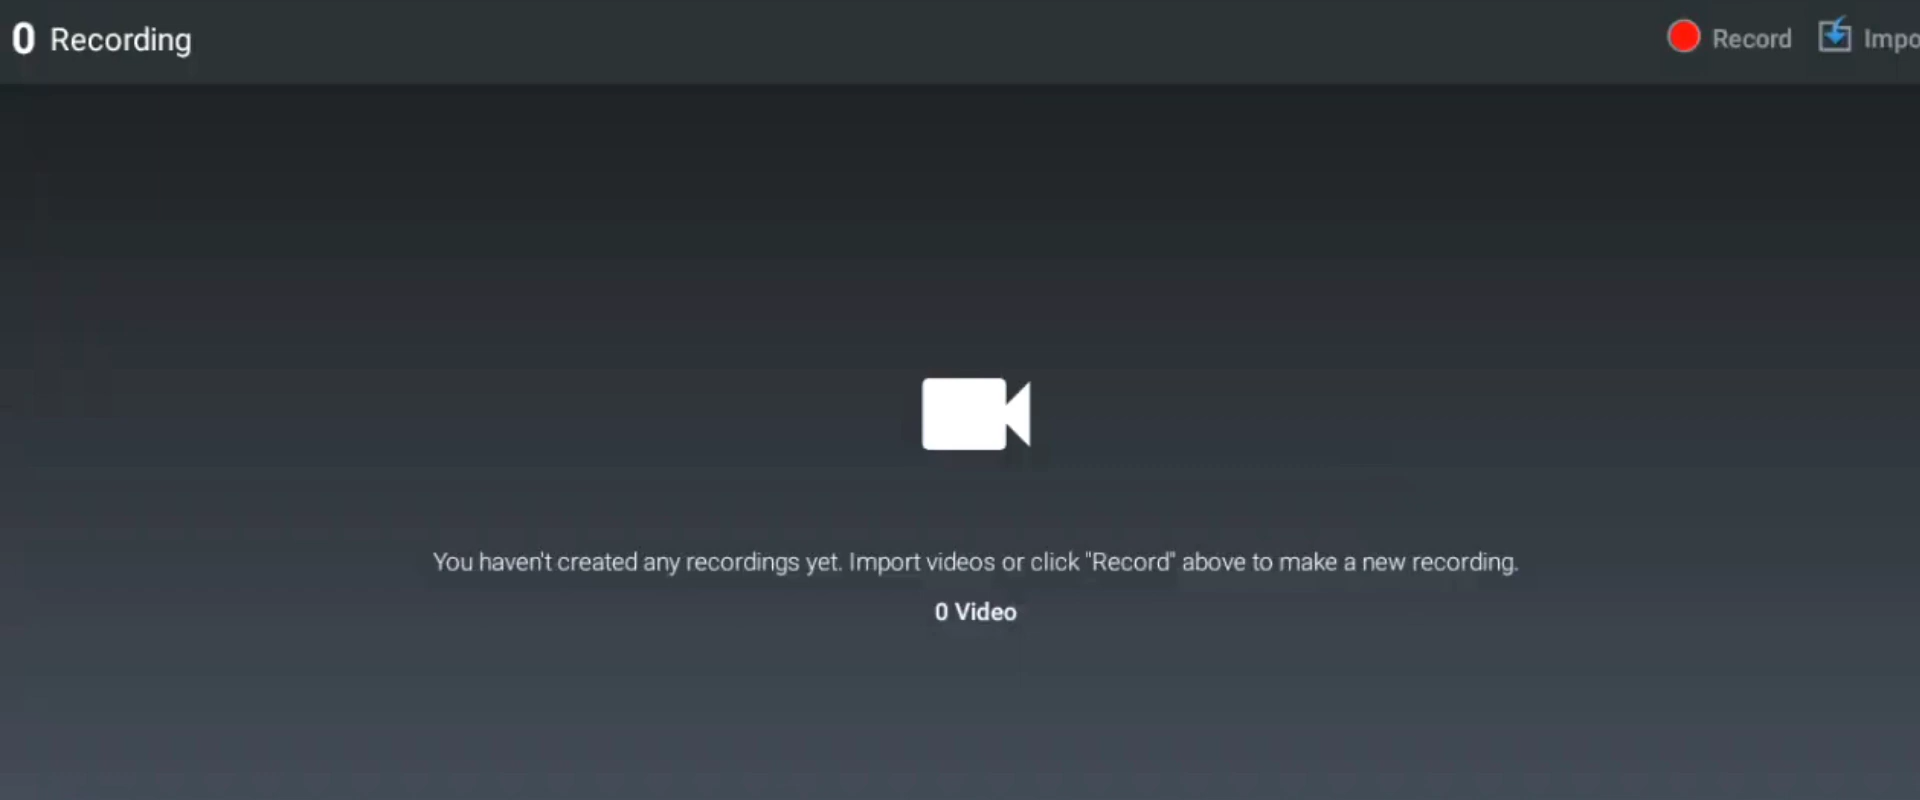 0 Recording
Record
Impo
You haven't created any recordings yet. Import videos or click "Record" above to make a new recording.
0 Video